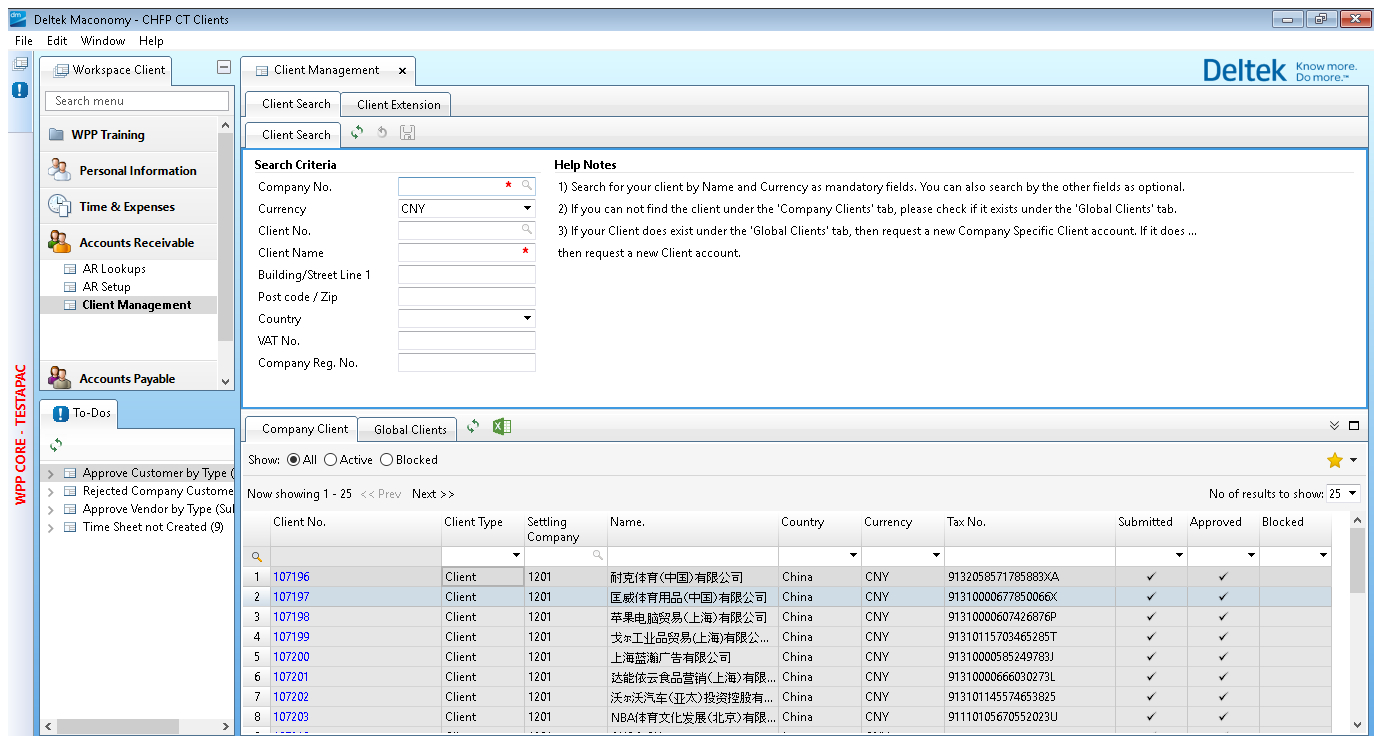 Deltek Maconomy - CHFP CT Clients
File Edit Window Help
Workspace Client
Search menu
WPP Training
Personal Information
Time & Expenses
Accounts Receivable
AR Lookups
AR Setup
Client Management
Accounts Payable
To-Dos
Approve Customer by Type (
Rejected Company Custome
Approve Vendor by Type (Sul
Time Sheet not Created (9)
WPP CORE - TESTAPAC
Client Management
Deltek Know more. Do more.™
Client Search Client Extension
Client Search
Search Criteria
Company No. *
Currency CNY
Client No.
Client Name *
Building/Street Line 1
Post code / Zip
Country
VAT No.
Company Reg. No.
Help Notes
1) Search for your client by Name and Currency as mandatory fields. You can also search by the other fields as optional.
2) If you can not find the client under the 'Company Clients' tab, please check if it exists under the 'Global Clients' tab.
3) If your Client does exist under the 'Global Clients' tab, then request a new Company Specific Client account. If it does ...
then request a new Client account.
Company Client Global Clients
Show: All Active Blocked
Now showing 1 - 25 << Prev Next >> No of results to show: 25
Client No. Client Type Settling Company Name. Country Currency Tax No. Submitted Approved Blocked
1 107196 Client 1201 耐克体育(中国)有限公司 China CNY 9132058571785883XA ✓ ✓
2 107197 Client 1201 匡威体育用品(中国)有限公司 China CNY 91310000677850066X ✓ ✓
3 107198 Client 1201 苹果电脑贸易(上海)有限公司 China CNY 91310000607426876P ✓ ✓
4 107199 Client 1201 戈尔工业品贸易(上海)有限公... China CNY 91310115703465285T ✓ ✓
5 107200 Client 1201 上海蓝瀚广告有限公司 China CNY 91310000585249783J ✓ ✓
6 107201 Client 1201 达能依云食品营销(上海)有限... China CNY 91310000666030273L ✓ ✓
7 107202 Client 1201 沃尔沃汽车(亚太)投资控股有... China CNY 913101145574653825 ✓ ✓
8 107203 Client 1201 NBA体育文化发展(北京)有限... China CNY 91110105670552023U ✓ ✓